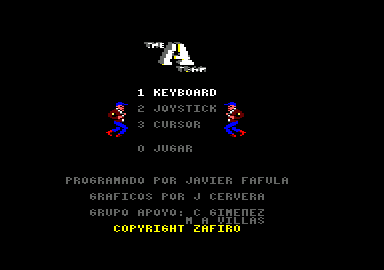 THE
A
TEAM
1 KEYBOARD
2 JOYSTICK
3 CURSOR
0 JUGAR
PROGRAMADO POR JAVIER FAFULA
GRAFICOS POR J CERVERA
GRUPO APOYO: C GIMENEZ
M A VILLAS
COPYRIGHT ZAFIRO